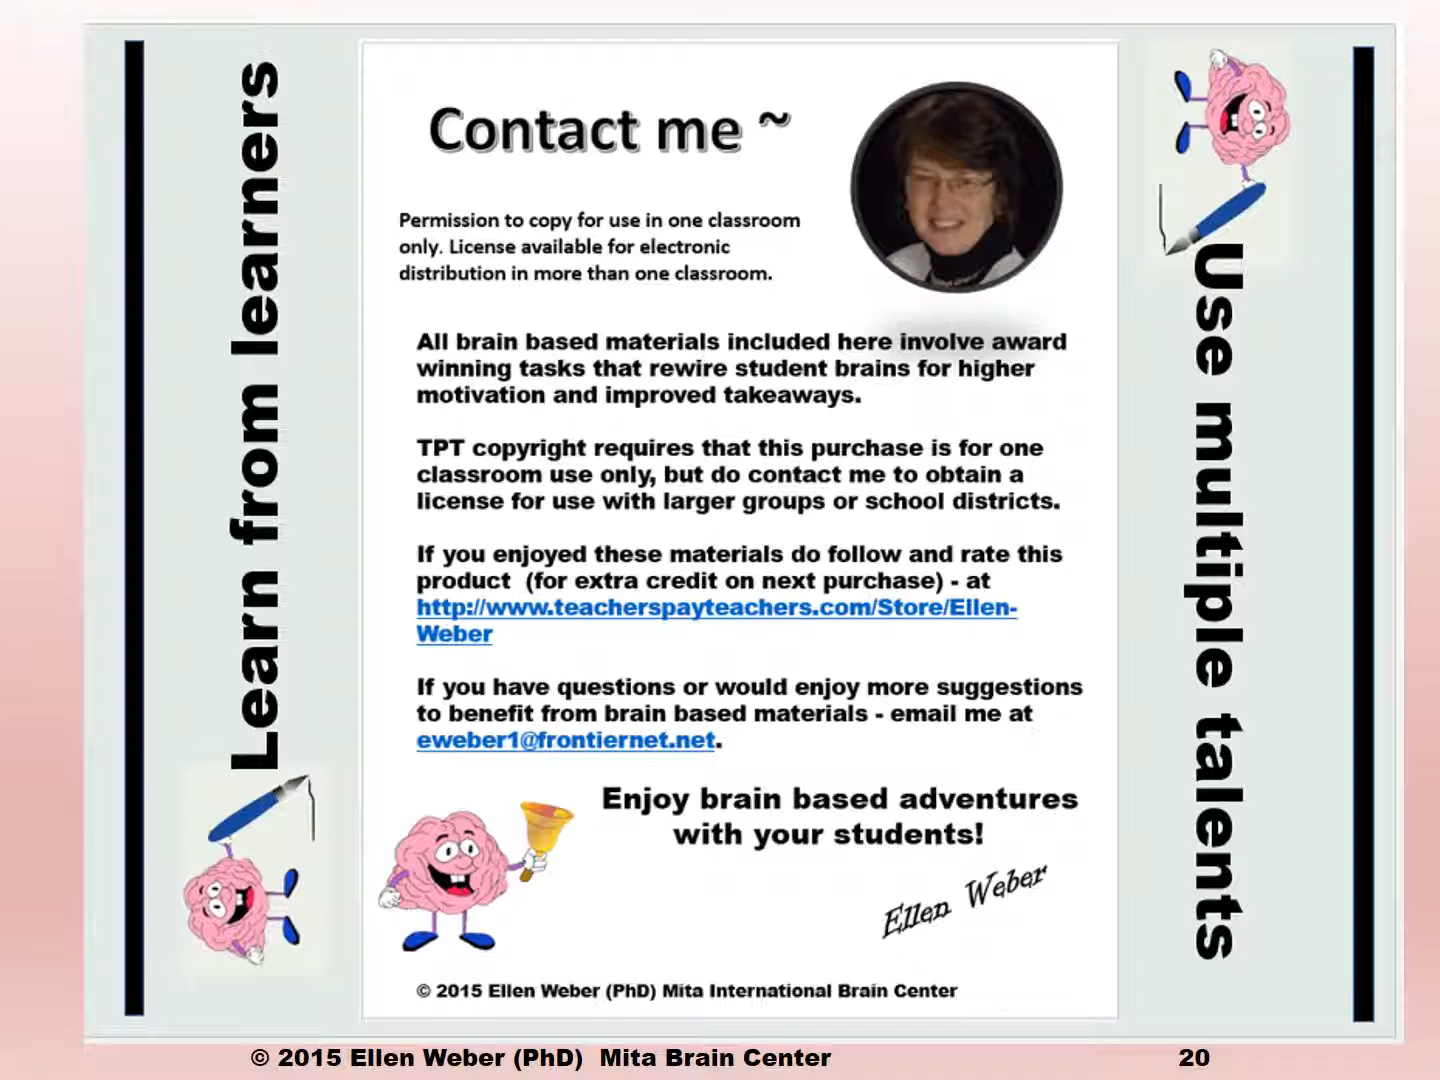 Learn from learners
Contact me ~
Permission to copy for use in one classroom
only. License available for electronic
distribution in more than one classroom.
All brain based materials included here involve award
winning tasks that rewire student brains for higher
motivation and improved takeaways.
TPT copyright requires that this purchase is for one
classroom use only, but do contact me to obtain a
license for use with larger groups or school districts.
If you enjoyed these materials do follow and rate this
product  (for extra credit on next purchase) - at
http://www.teacherspayteachers.com/Store/Ellen-
Weber
If you have questions or would enjoy more suggestions
to benefit from brain based materials - email me at
eweber1@frontiernet.net.
Enjoy brain based adventures
with your students!
Ellen Weber
© 2015 Ellen Weber (PhD) Mita International Brain Center
Use multiple talents
© 2015 Ellen Weber (PhD)  Mita Brain Center
20